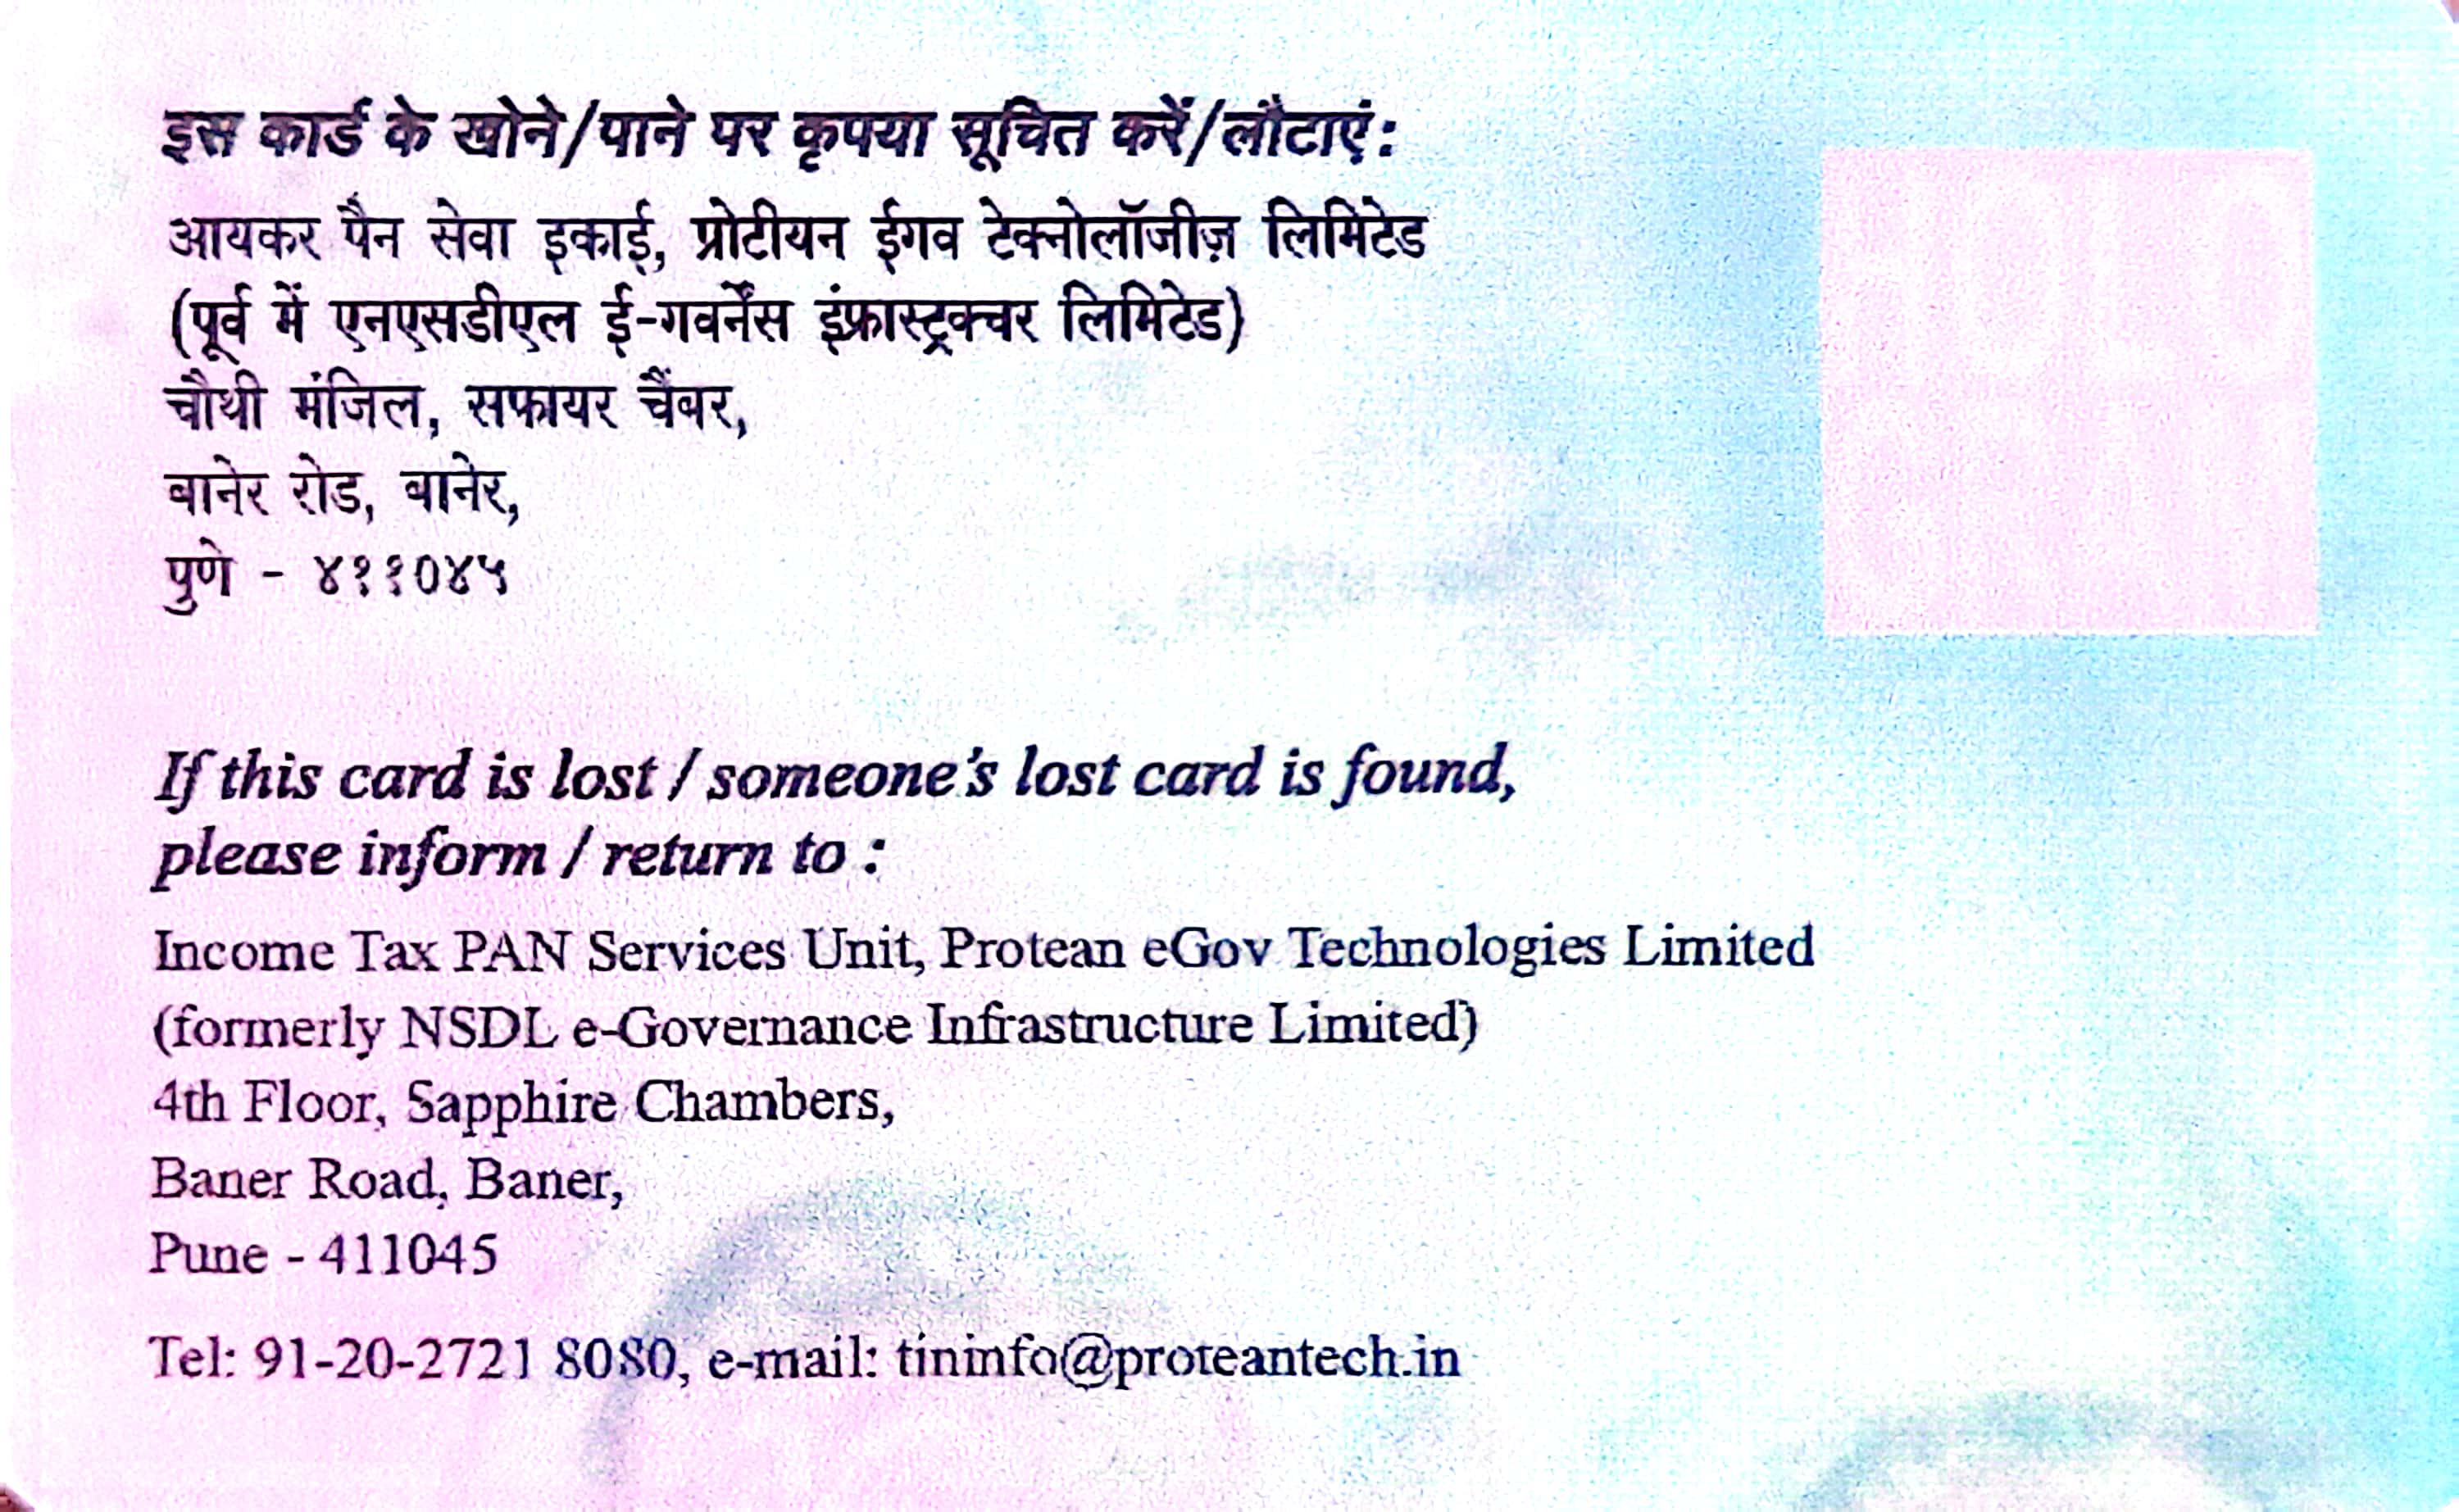 इस कार्ड के खोने/पाने पर कृपया सूचित करें/लौटाएं:
आयकर पैन सेवा इकाई, प्रोटीयन ईगव टेक्नोलॉजीज़ लिमिटेड
(पूर्व में एनएसडीएल ई-गवर्नेंस इंफ्रास्ट्रक्चर लिमिटेड)
चौथी मंजिल, सफायर चैंबर,
बानेर रोड, बानेर,
पुणे - ४११०४५
If this card is lost / someone's lost card is found,
please inform / return to :
Income Tax PAN Services Unit, Protean eGov Technologies Limited
(formerly NSDL e-Governance Infrastructure Limited)
4th Floor, Sapphire Chambers,
Baner Road, Baner,
Pune - 411045
Tel: 91-20-2721 8080, e-mail: tininfo@proteantech.in